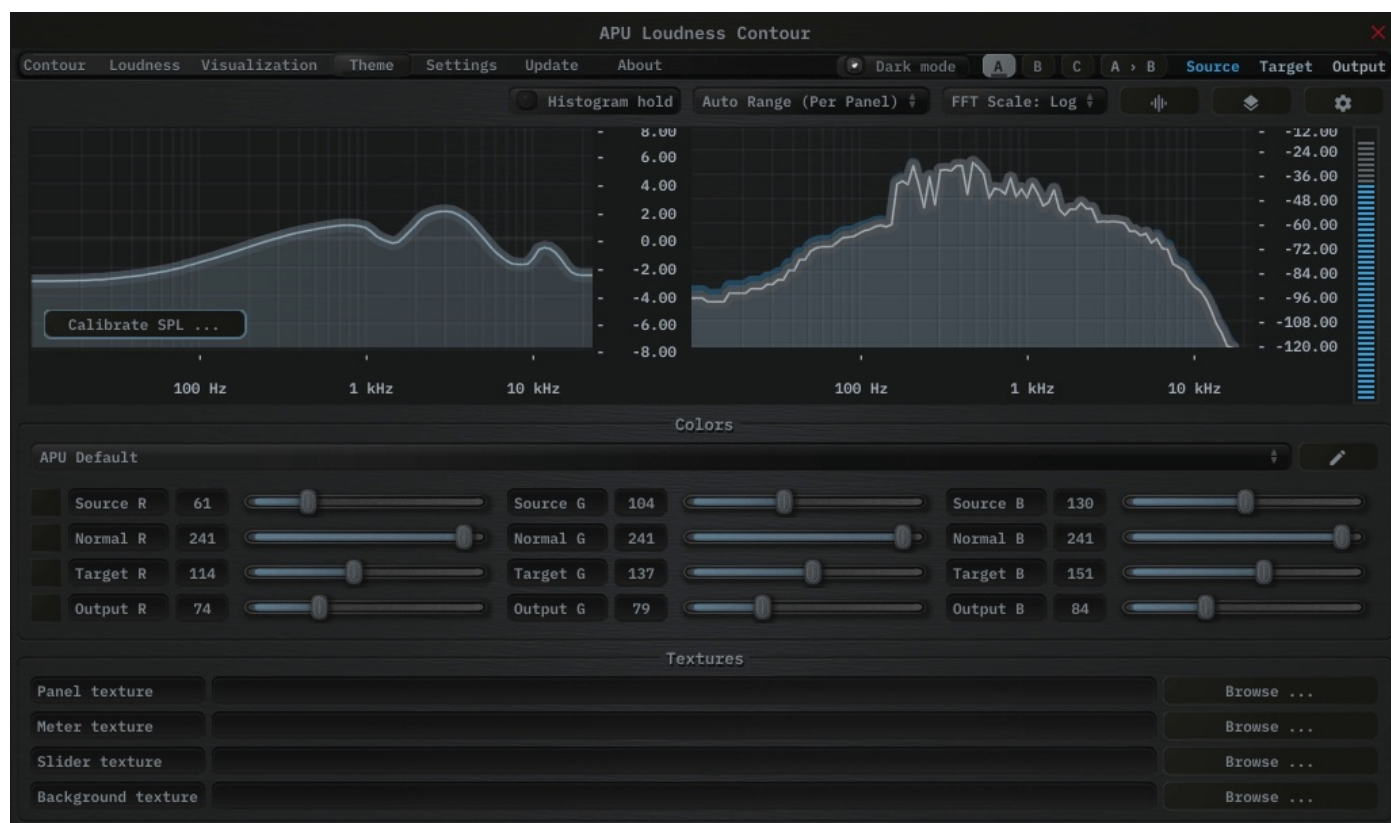 APU Loudness Contour
Contour Loudness Visualization Theme Settings Update About Dark mode A B C A › B Source Target Output
Histogram hold Auto Range (Per Panel) FFT Scale: Log
8.00 -12.00
6.00 -24.00
4.00 -36.00
2.00 -48.00
0.00 -60.00
-2.00 -72.00
-4.00 -84.00
-6.00 -96.00
-8.00 -108.00
-120.00
Calibrate SPL ...
100 Hz 1 kHz 10 kHz 100 Hz 1 kHz 10 kHz
Colors
APU Default
Source R 61 Source G 104 Source B 130
Normal R 241 Normal G 241 Normal B 241
Target R 114 Target G 137 Target B 151
Output R 74 Output G 79 Output B 84
Textures
Panel texture Browse ...
Meter texture Browse ...
Slider texture Browse ...
Background texture Browse ...